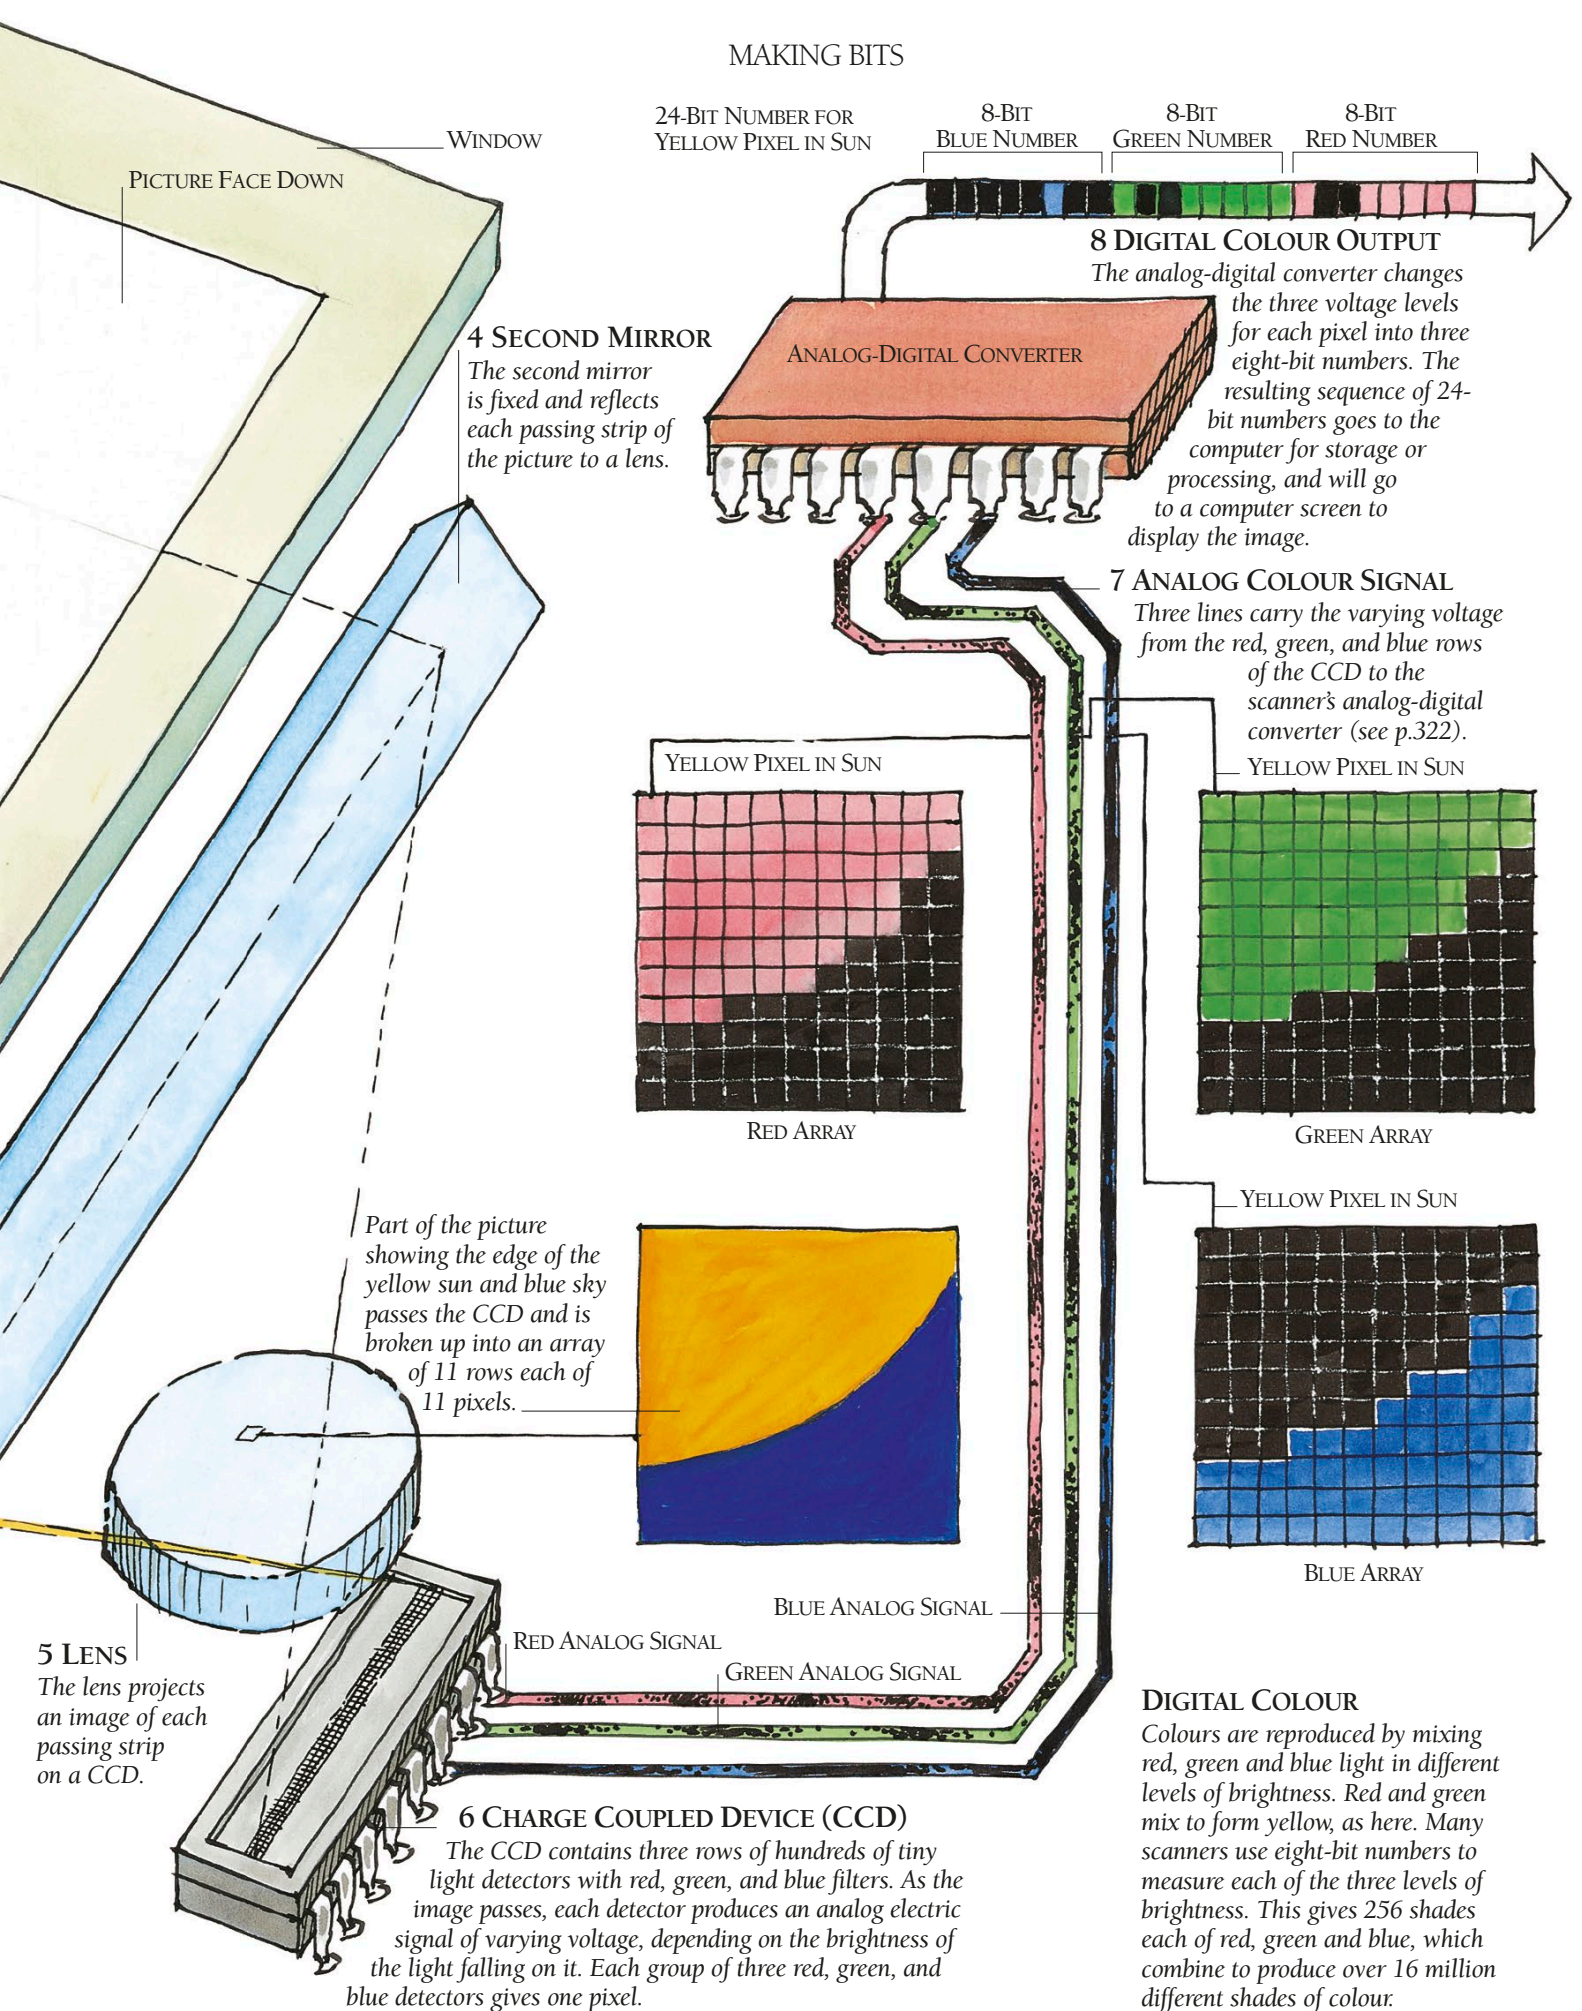 MAKING BITS
24-BIT NUMBER FOR
YELLOW PIXEL IN SUN
8-BIT
BLUE NUMBER
8-BIT
GREEN NUMBER
8-BIT
RED NUMBER
WINDOW
PICTURE FACE DOWN
8 DIGITAL COLOUR OUTPUT
The analog-digital converter changes
the three voltage levels
for each pixel into three
eight-bit numbers. The
resulting sequence of 24-
bit numbers goes to the
computer for storage or
processing, and will go
to a computer screen to
display the image.
ANALOG-DIGITAL CONVERTER
4 SECOND MIRROR
The second mirror
is fixed and reflects
each passing strip of
the picture to a lens.
7 ANALOG COLOUR SIGNAL
Three lines carry the varying voltage
from the red, green, and blue rows
of the CCD to the
scanner's analog-digital
converter (see p.322).
YELLOW PIXEL IN SUN
YELLOW PIXEL IN SUN
RED ARRAY
GREEN ARRAY
YELLOW PIXEL IN SUN
Part of the picture
showing the edge of the
yellow sun and blue sky
passes the CCD and is
broken up into an array
of 11 rows each of
11 pixels.
BLUE ARRAY
BLUE ANALOG SIGNAL
RED ANALOG SIGNAL
GREEN ANALOG SIGNAL
5 LENS
The lens projects
an image of each
passing strip
on a CCD.
6 CHARGE COUPLED DEVICE (CCD)
The CCD contains three rows of hundreds of tiny
light detectors with red, green, and blue filters. As the
image passes, each detector produces an analog electric
signal of varying voltage, depending on the brightness of
the light falling on it. Each group of three red, green, and
blue detectors gives one pixel.
DIGITAL COLOUR
Colours are reproduced by mixing
red, green and blue light in different
levels of brightness. Red and green
mix to form yellow, as here. Many
scanners use eight-bit numbers to
measure each of the three levels of
brightness. This gives 256 shades
each of red, green and blue, which
combine to produce over 16 million
different shades of colour.